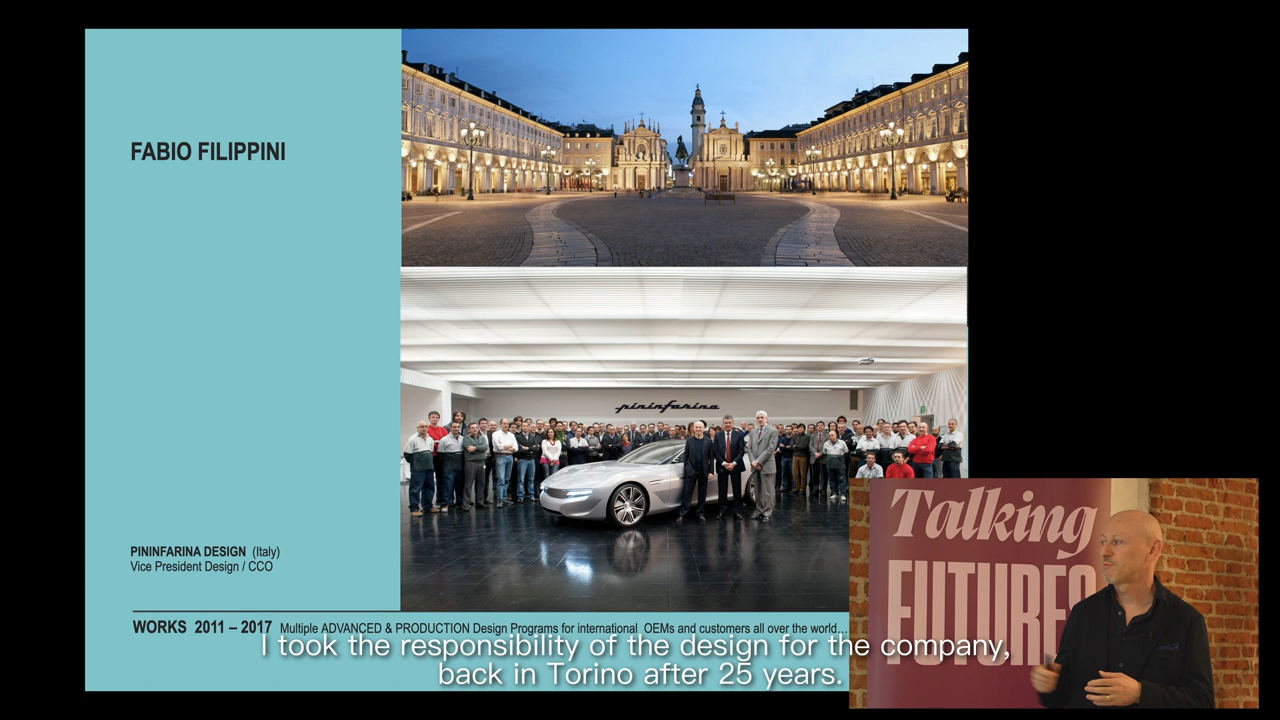 FABIO FILIPPINI
pininfarina
PININFARINA DESIGN (Italy)
Vice President Design / CCO
WORKS 2011 – 2017 Multiple ADVANCED & PRODUCTION Design Programs for international OEMs and customers all over the world...
I took the responsibility of the design for the company,
back in Torino after 25 years.
Talking
FUTURES